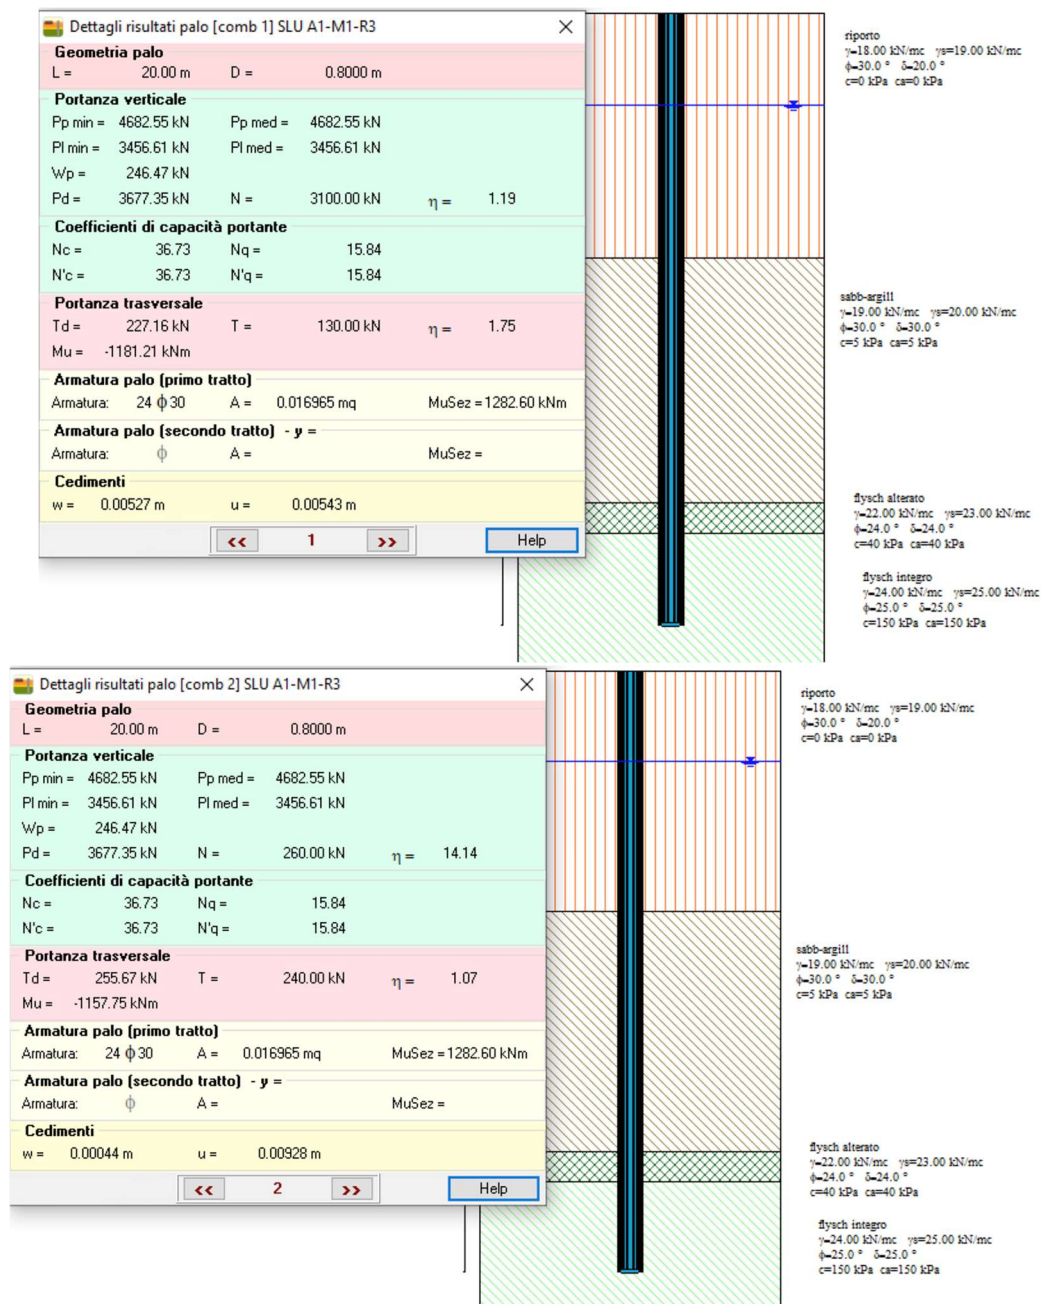 Dettagli risultati palo [comb 1] SLU A1-M1-R3
Geometria palo
L = 20.00 m D = 0.8000 m
Portanza verticale
Pp min = 4682.55 kN Pp med = 4682.55 kN
Pl min = 3456.61 kN Pl med = 3456.61 kN
Wp = 246.47 kN
Pd = 3677.35 kN N = 3100.00 kN η = 1.19
Coefficienti di capacità portante
Nc = 36.73 Nq = 15.84
N'c = 36.73 N'q = 15.84
Portanza trasversale
Td = 227.16 kN T = 130.00 kN η = 1.75
Mu = -1181.21 kNm
Armatura palo (primo tratto)
Armatura: 24 ϕ 30 A = 0.016965 mq MuSez = 1282.60 kNm
Armatura palo (secondo tratto) - y =
Armatura: ϕ A = MuSez =
Cedimenti
w = 0.00527 m u = 0.00543 m
<< 1 >> Help
riporto
γ=18.00 kN/mc γs=19.00 kN/mc
ϕ=30.0 ° δ=20.0 °
c=0 kPa ca=0 kPa
sabb-argill
γ=19.00 kN/mc γs=20.00 kN/mc
ϕ=30.0 ° δ=30.0 °
c=5 kPa ca=5 kPa
flysch alterato
γ=22.00 kN/mc γs=23.00 kN/mc
ϕ=24.0 ° δ=24.0 °
c=40 kPa ca=40 kPa
flysch integro
γ=24.00 kN/mc γs=25.00 kN/mc
ϕ=25.0 ° δ=25.0 °
c=150 kPa ca=150 kPa
Dettagli risultati palo [comb 2] SLU A1-M1-R3
Geometria palo
L = 20.00 m D = 0.8000 m
Portanza verticale
Pp min = 4682.55 kN Pp med = 4682.55 kN
Pl min = 3456.61 kN Pl med = 3456.61 kN
Wp = 246.47 kN
Pd = 3677.35 kN N = 260.00 kN η = 14.14
Coefficienti di capacità portante
Nc = 36.73 Nq = 15.84
N'c = 36.73 N'q = 15.84
Portanza trasversale
Td = 255.67 kN T = 240.00 kN η = 1.07
Mu = -1157.75 kNm
Armatura palo (primo tratto)
Armatura: 24 ϕ 30 A = 0.016965 mq MuSez = 1282.60 kNm
Armatura palo (secondo tratto) - y =
Armatura: ϕ A = MuSez =
Cedimenti
w = 0.00044 m u = 0.00928 m
<< 2 >> Help
riporto
γ=18.00 kN/mc γs=19.00 kN/mc
ϕ=30.0 ° δ=20.0 °
c=0 kPa ca=0 kPa
sabb-argill
γ=19.00 kN/mc γs=20.00 kN/mc
ϕ=30.0 ° δ=30.0 °
c=5 kPa ca=5 kPa
flysch alterato
γ=22.00 kN/mc γs=23.00 kN/mc
ϕ=24.0 ° δ=24.0 °
c=40 kPa ca=40 kPa
flysch integro
γ=24.00 kN/mc γs=25.00 kN/mc
ϕ=25.0 ° δ=25.0 °
c=150 kPa ca=150 kPa